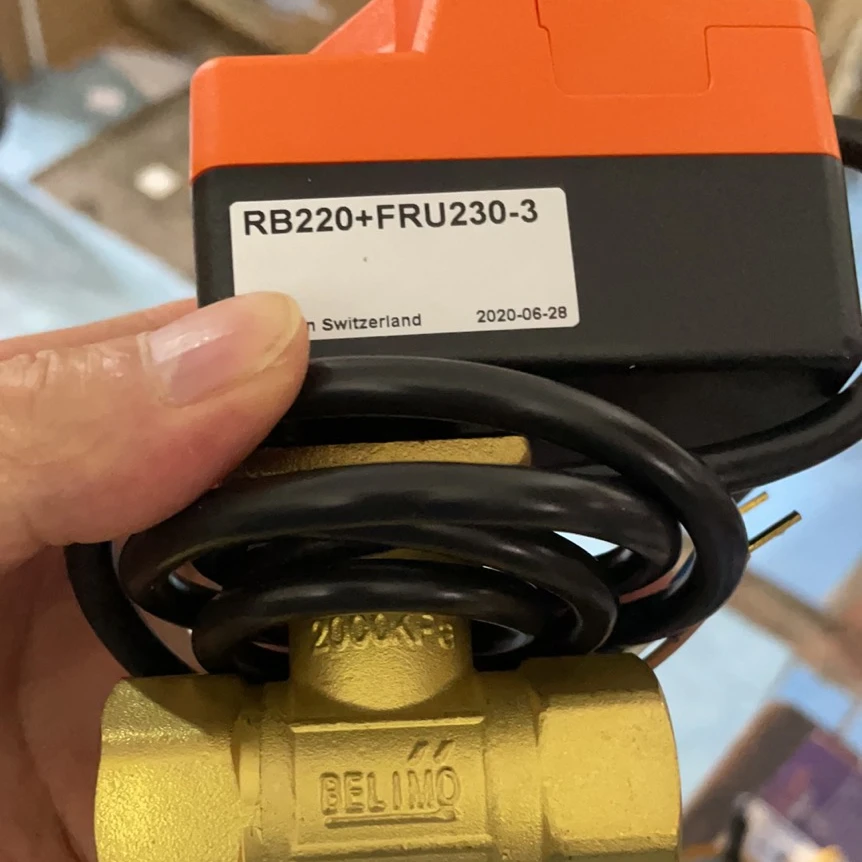 RB220+FRU230-3
Switzerland 2020-06-28
2000KPa
BELIMO